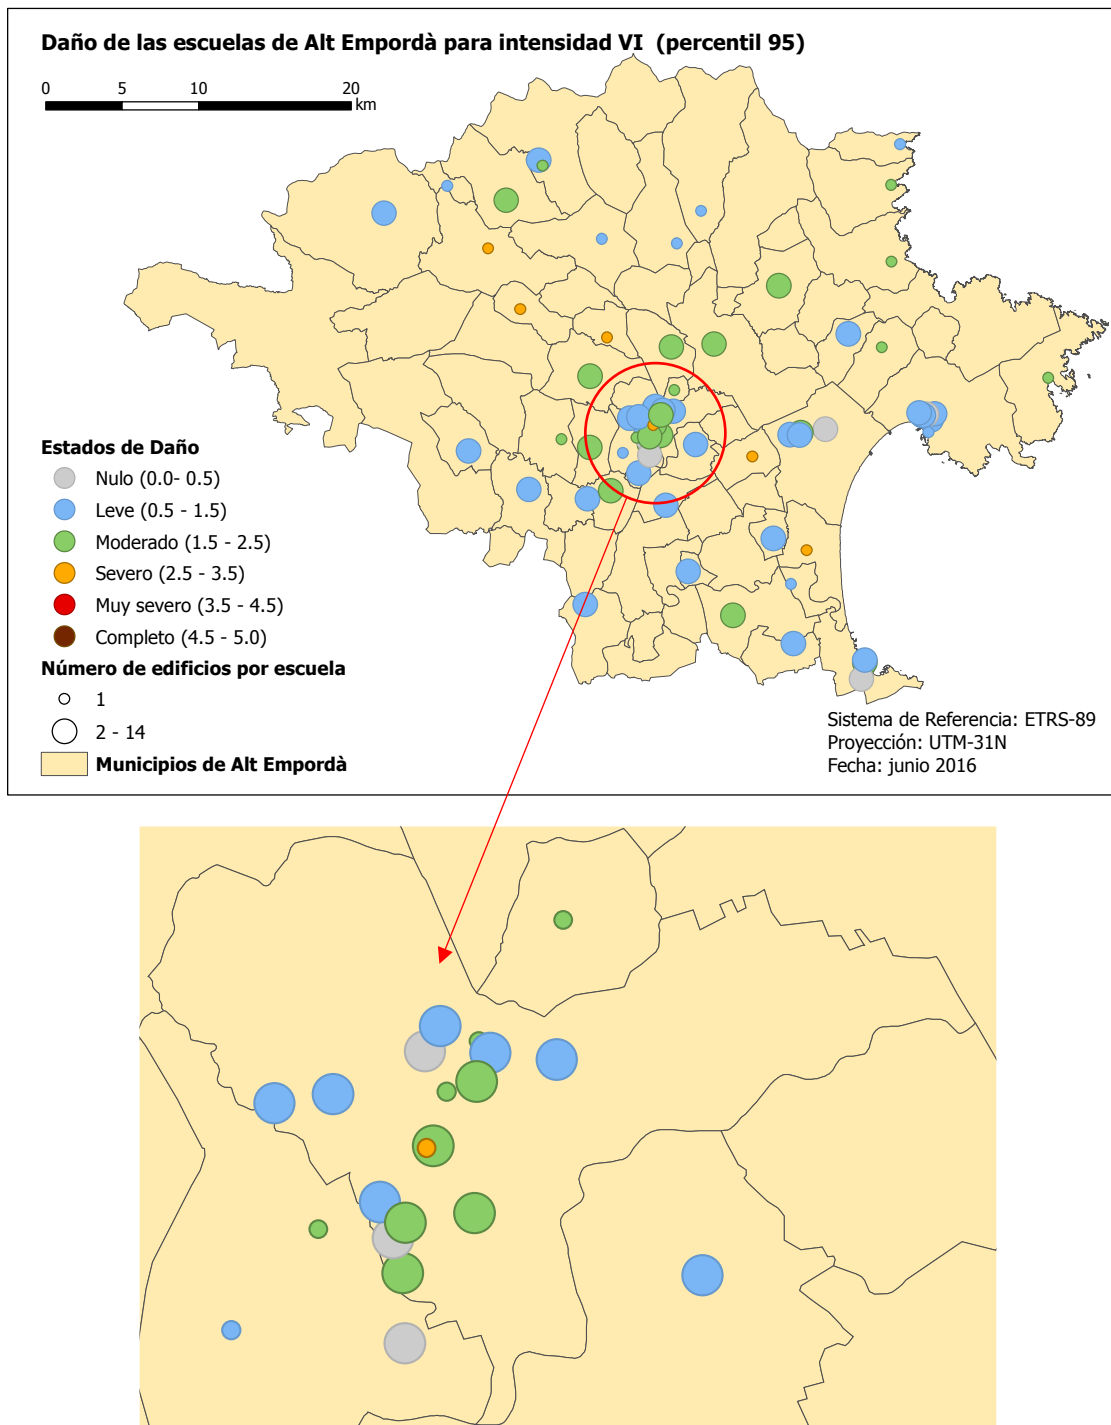 Daño de las escuelas de Alt Empordà para intensidad VI  (percentil 95)
0 5 10 20
km
Estados de Daño
Nulo (0.0- 0.5)
Leve (0.5 - 1.5)
Moderado (1.5 - 2.5)
Severo (2.5 - 3.5)
Muy severo (3.5 - 4.5)
Completo (4.5 - 5.0)
Número de edificios por escuela
1
2 - 14
Municipios de Alt Empordà
Sistema de Referencia: ETRS-89
Proyección: UTM-31N
Fecha: junio 2016